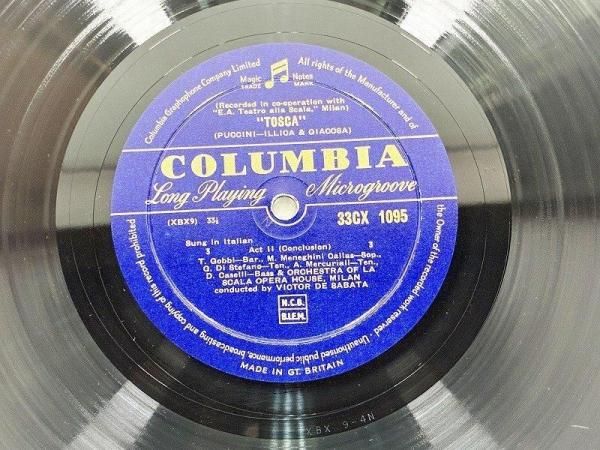 Columbia Graphophone Company Limited
All rights of the Manufacturer and of
the Owner of the recorded work reserved.
Unauthorised public performance, broadcasting and copying of this record prohibited
Magic Notes
TRADE MARK
(Recorded in co-operation with
"E.A. Teatro alla Scala," Milan)
"TOSCA"
(PUCCINI—ILLICA & GIACOSA)
COLUMBIA
Long Playing Microgroove
(XBX9) 33⅓
33CX 1095
Sung in Italian
3 Act II (Conclusion) 3
T. Gobbi—Bar., M. Meneghini Callas—Sop.,
G. Di Stefano—Ten., A. Mercuriali—Ten.,
D. Caselli—Bass & ORCHESTRA OF LA
SCALA OPERA HOUSE, MILAN
conducted by VICTOR DE SABATA
N.C.B.
B.I.E.M.
MADE IN GT. BRITAIN
XBX 9-4N